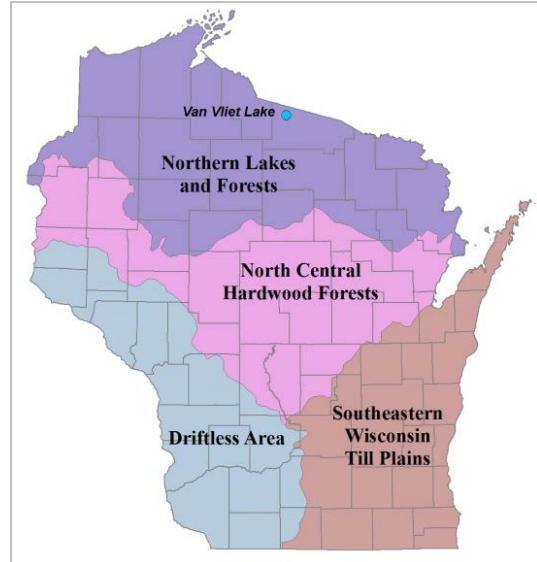 Van Vliet Lake
Northern Lakes
and Forests
North Central
Hardwood Forests
Southeastern
Wisconsin
Till Plains
Driftless Area